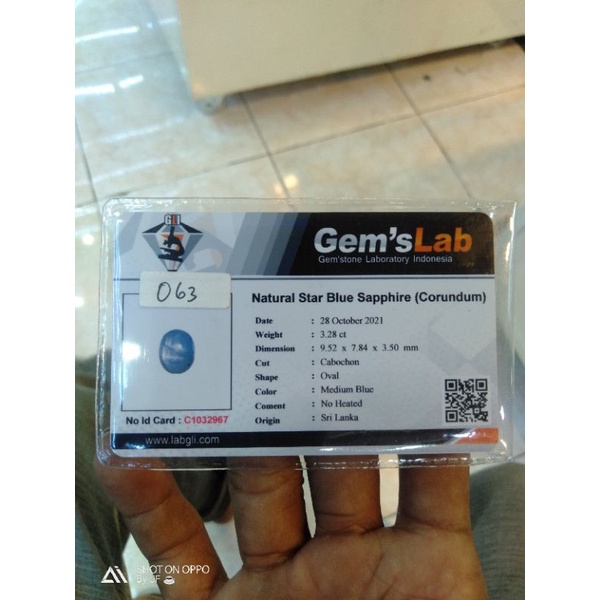 GLI
Gem'sLab
Gem'stone Laboratory Indonesia
063
Natural Star Blue Sapphire (Corundum)
Date : 28 October 2021
Weight : 3.28 ct
Dimension : 9.52 x 7.84 x 3.50 mm
Cut : Cabochon
Shape : Oval
Color : Medium Blue
Coment : No Heated
Origin : Sri Lanka
No Id Card : C1032967
www.labgli.com
SHOT ON OPPO